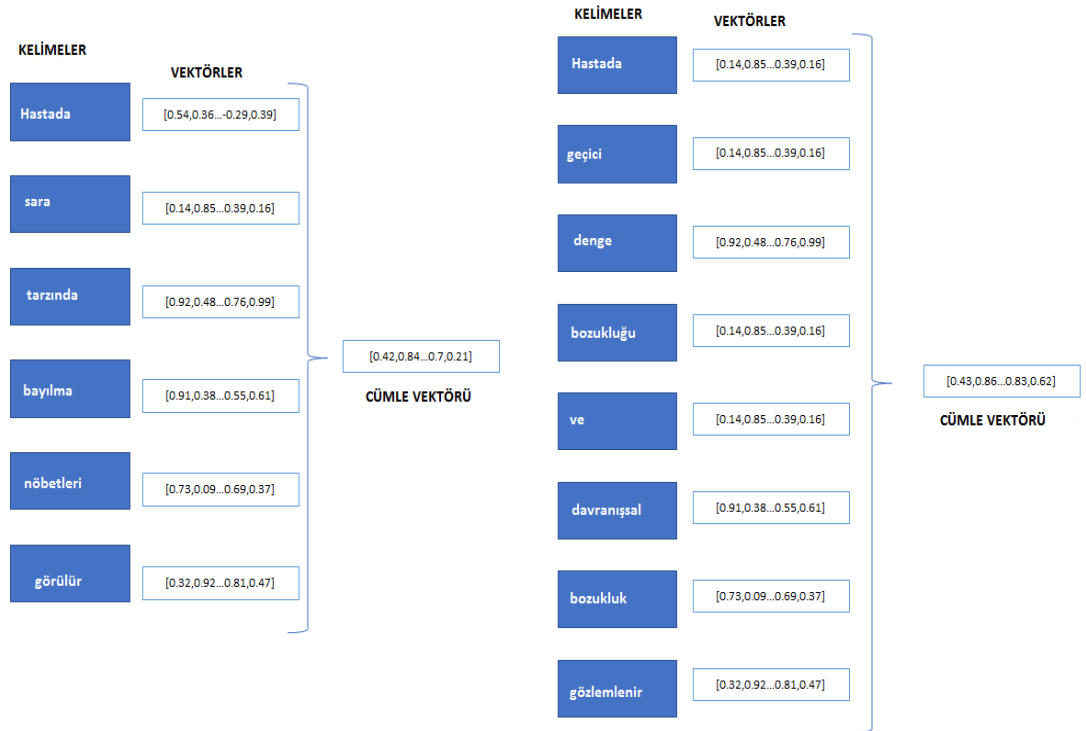 KELİMELER
VEKTÖRLER
Hastada
[0.54,0.36...-0.29,0.39]
sara
[0.14,0.85...0.39,0.16]
tarzında
[0.92,0.48...0.76,0.99]
bayılma
[0.91,0.38...0.55,0.61]
nöbetleri
[0.73,0.09...0.69,0.37]
görülür
[0.32,0.92...0.81,0.47]
[0.42,0.84...0.7,0.21]
CÜMLE VEKTÖRÜ
KELİMELER
VEKTÖRLER
Hastada
[0.14,0.85...0.39,0.16]
geçici
[0.14,0.85...0.39,0.16]
denge
[0.92,0.48...0.76,0.99]
bozukluğu
[0.14,0.85...0.39,0.16]
ve
[0.14,0.85...0.39,0.16]
davranışsal
[0.91,0.38...0.55,0.61]
bozukluk
[0.73,0.09...0.69,0.37]
gözlemlenir
[0.32,0.92...0.81,0.47]
[0.43,0.86...0.83,0.62]
CÜMLE VEKTÖRÜ